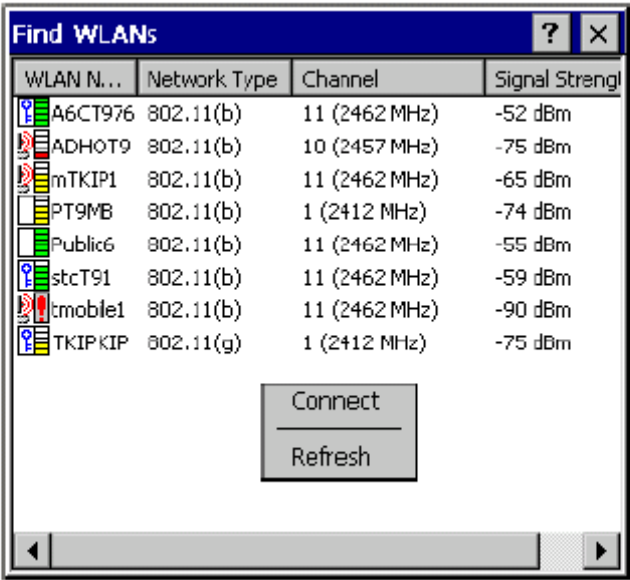 Find WLANs ? ×
WLAN N... Network Type Channel Signal Streng
A6CT976 802.11(b) 11 (2462 MHz) -52 dBm
ADHOT9 802.11(b) 10 (2457 MHz) -75 dBm
mTKIP1 802.11(b) 11 (2462 MHz) -65 dBm
PT9MB 802.11(b) 1 (2412 MHz) -74 dBm
Public6 802.11(b) 11 (2462 MHz) -55 dBm
stcT91 802.11(b) 11 (2462 MHz) -59 dBm
tmobile1 802.11(b) 11 (2462 MHz) -90 dBm
TKIPKIP 802.11(g) 1 (2412 MHz) -75 dBm
Connect
Refresh